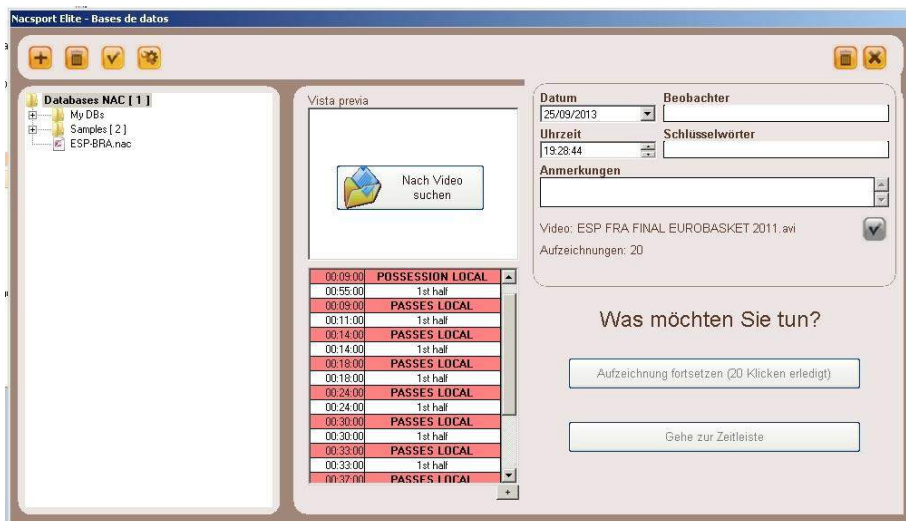 Nacsport Elite - Bases de datos
Databases NAC [ 1 ]
My DBs
Samples [ 2 ]
ESP-BRA.nac
Vista previa
Nach Video
suchen
00:09:00 POSSESSION LOCAL
00:55:00 1st half
00:09:00 PASSES LOCAL
00:11:00 1st half
00:14:00 PASSES LOCAL
00:14:00 1st half
00:18:00 PASSES LOCAL
00:18:00 1st half
00:24:00 PASSES LOCAL
00:24:00 1st half
00:30:00 PASSES LOCAL
00:30:00 1st half
00:33:00 PASSES LOCAL
00:33:00 1st half
00:37:00 PASSES LOCAL
+
Datum Beobachter
25/09/2013
Uhrzeit Schlüsselwörter
19:28:44
Anmerkungen
Video: ESP FRA FINAL EUROBASKET 2011.avi
Aufzeichnungen: 20
Was möchten Sie tun?
Aufzeichnung fortsetzen (20 Klicken erledigt)
Gehe zur Zeitleiste